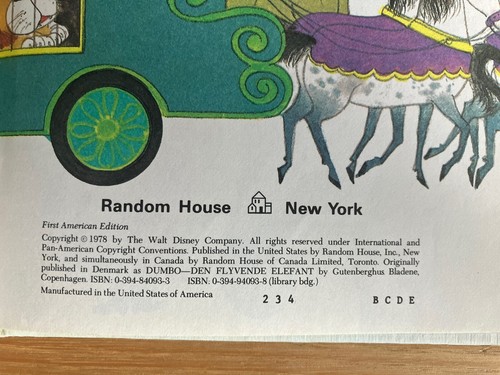 Random House New York
First American Edition
Copyright © 1978 by The Walt Disney Company. All rights reserved under International and
Pan-American Copyright Conventions. Published in the United States by Random House, Inc., New
York, and simultaneously in Canada by Random House of Canada Limited, Toronto. Originally
published in Denmark as DUMBO—DEN FLYVENDE ELEFANT by Gutenberghus Bladene,
Copenhagen. ISBN: 0-394-84093-3 ISBN: 0-394-94093-8 (library bdg.)
Manufactured in the United States of America
2 3 4 B C D E